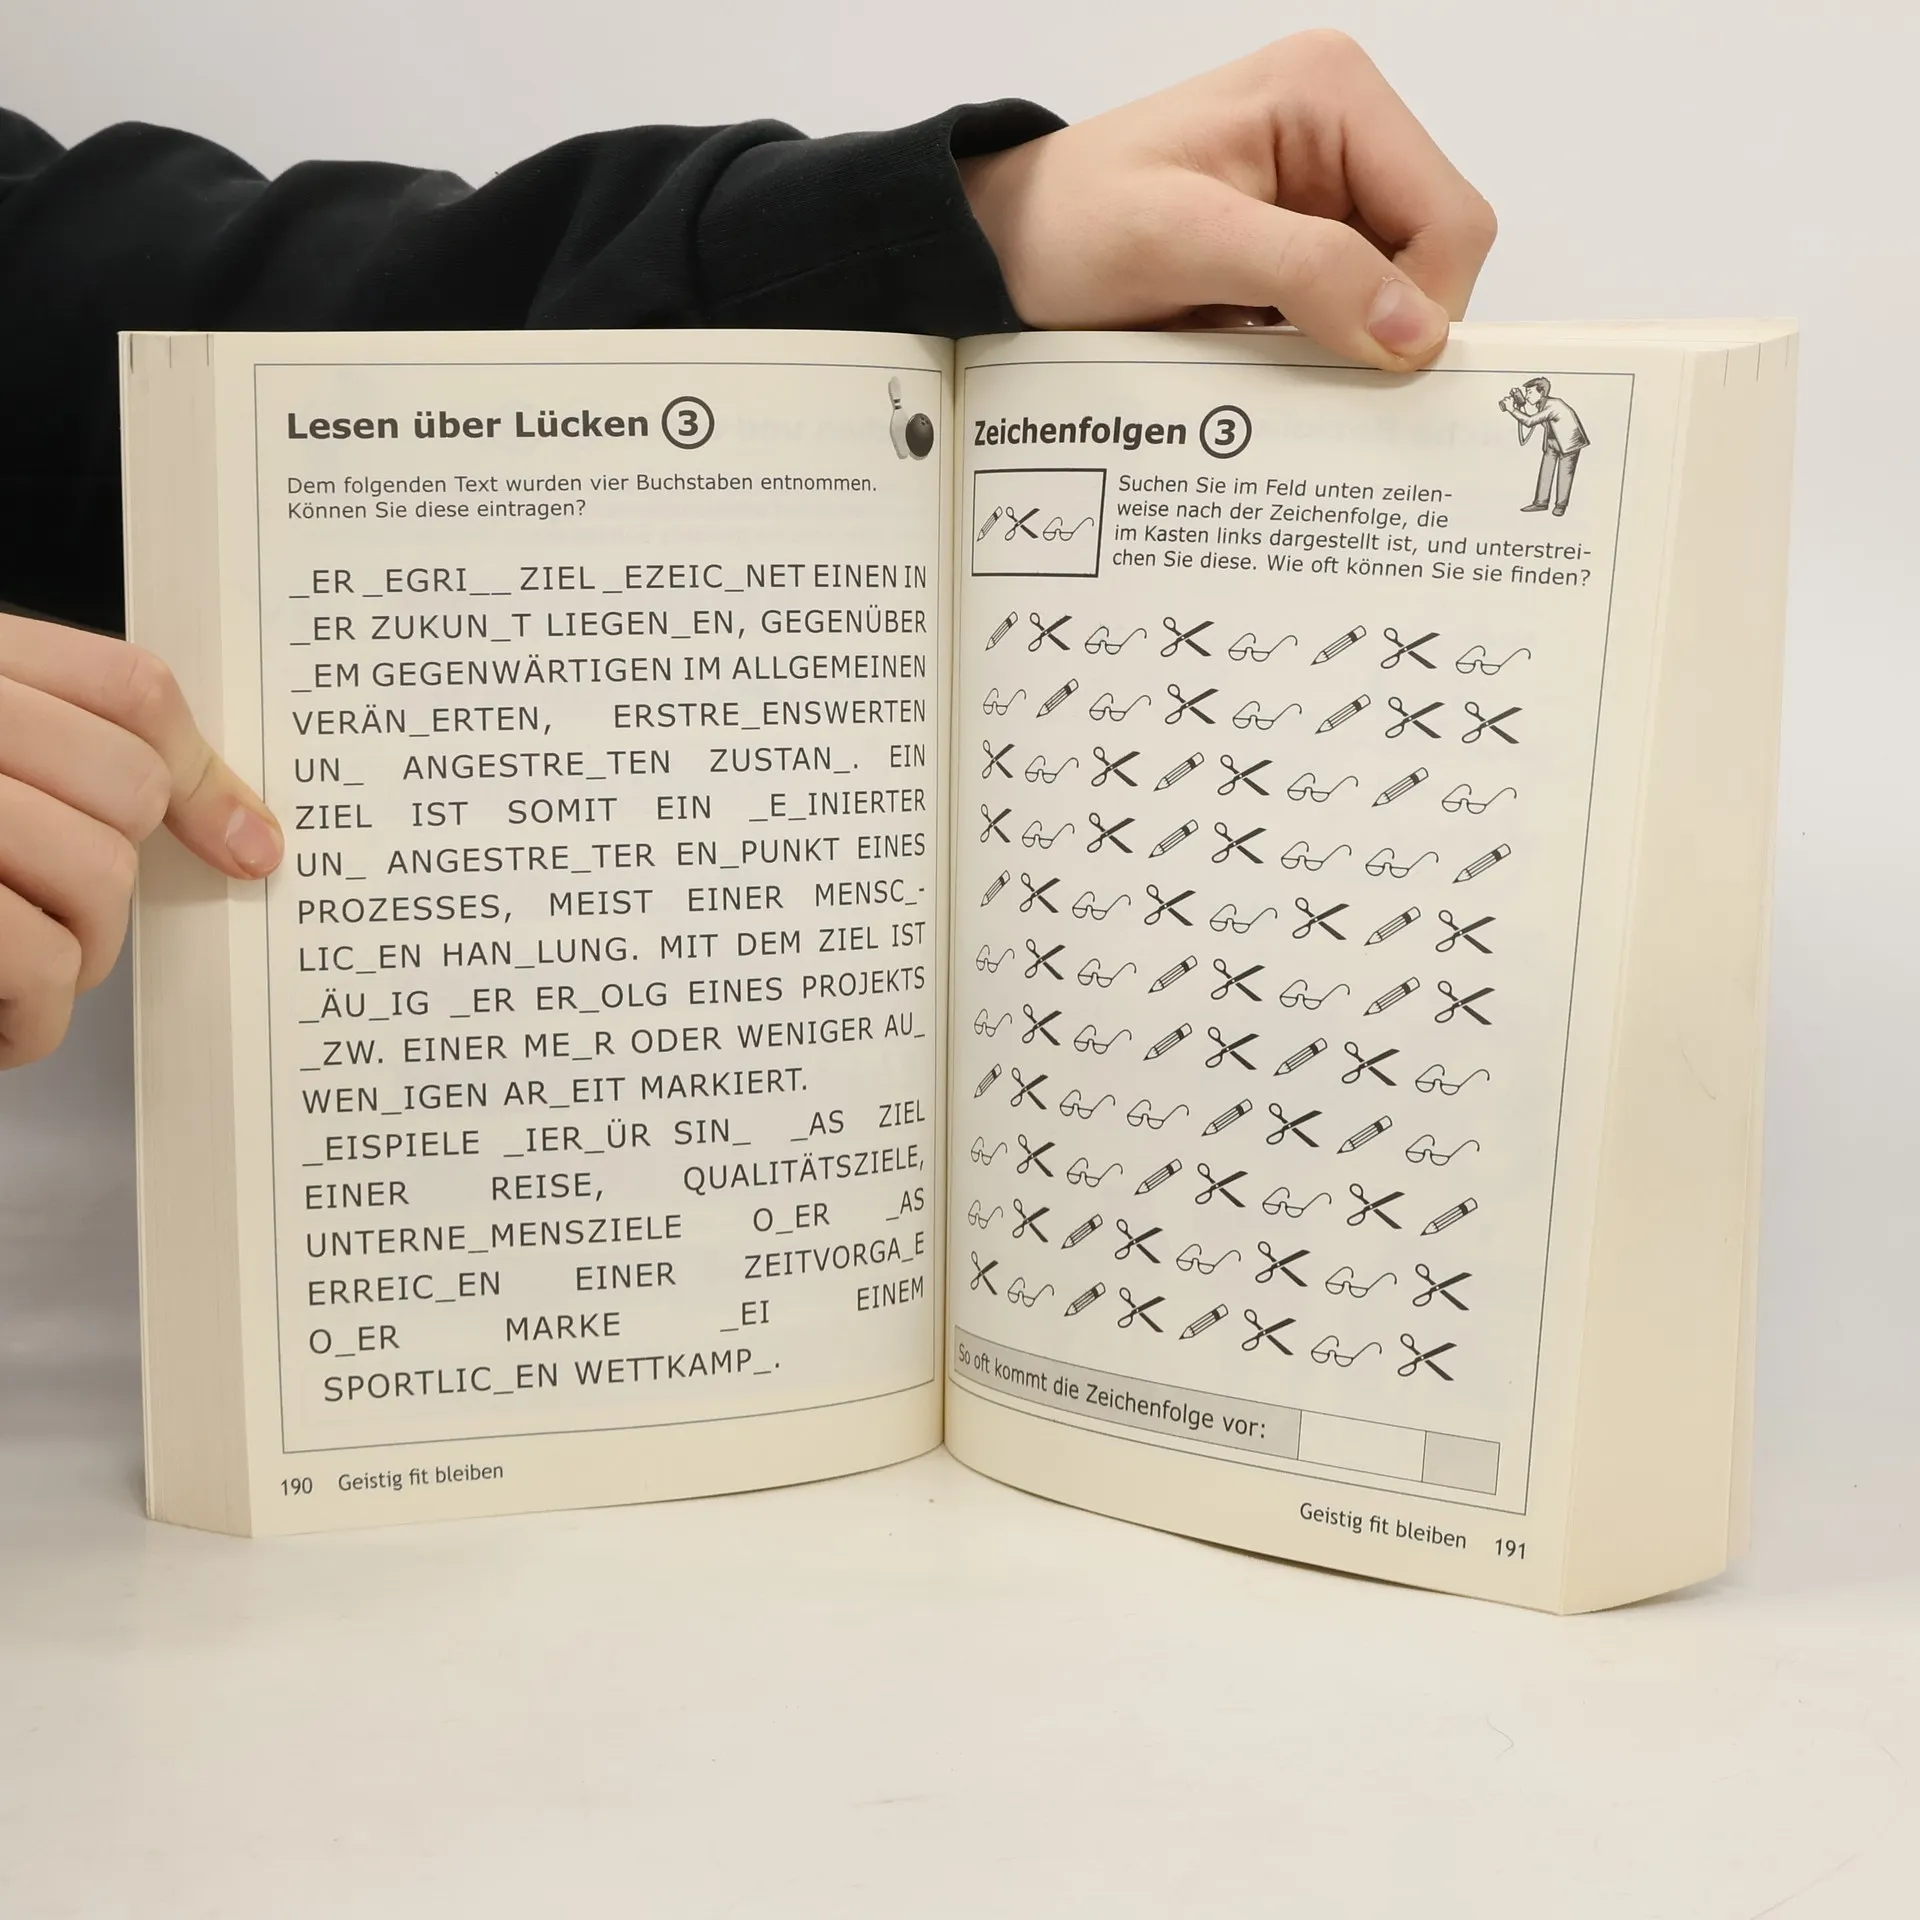 Lesen über Lücken 3
Dem folgenden Text wurden vier Buchstaben entnommen.
Können Sie diese eintragen?
_ER _EGRI__ ZIEL _EZEIC_NET EINEN IN
_ER ZUKUN_T LIEGEN_EN, GEGENÜBER
_EM GEGENWÄRTIGEN IM ALLGEMEINEN
VERÄN_ERTEN, ERSTRE_ENSWERTEN
UN_ ANGESTRE_TEN ZUSTAN_. EIN
ZIEL IST SOMIT EIN _E_INIERTER
UN_ ANGESTRE_TER EN_PUNKT EINES
PROZESSES, MEIST EINER MENSC_-
LIC_EN HAN_LUNG. MIT DEM ZIEL IST
_ÄU_IG _ER ER_OLG EINES PROJEKTS
_ZW. EINER ME_R ODER WENIGER AU_
WEN_IGEN AR_EIT MARKIERT.
_EISPIELE _IER_ÜR SIN_ _AS ZIEL
EINER REISE, QUALITÄTSZIELE,
UNTERNE_MENSZIELE O_ER _AS
ERREIC_EN EINER ZEITVORGA_E
O_ER MARKE _EI EINEM
SPORTLIC_EN WETTKAMP_.
190 Geistig fit bleiben
Zeichenfolgen 3
Suchen Sie im Feld unten zeilen-
weise nach der Zeichenfolge, die
im Kasten links dargestellt ist, und unterstrei-
chen Sie diese. Wie oft können Sie sie finden?
So oft kommt die Zeichenfolge vor:
Geistig fit bleiben 191